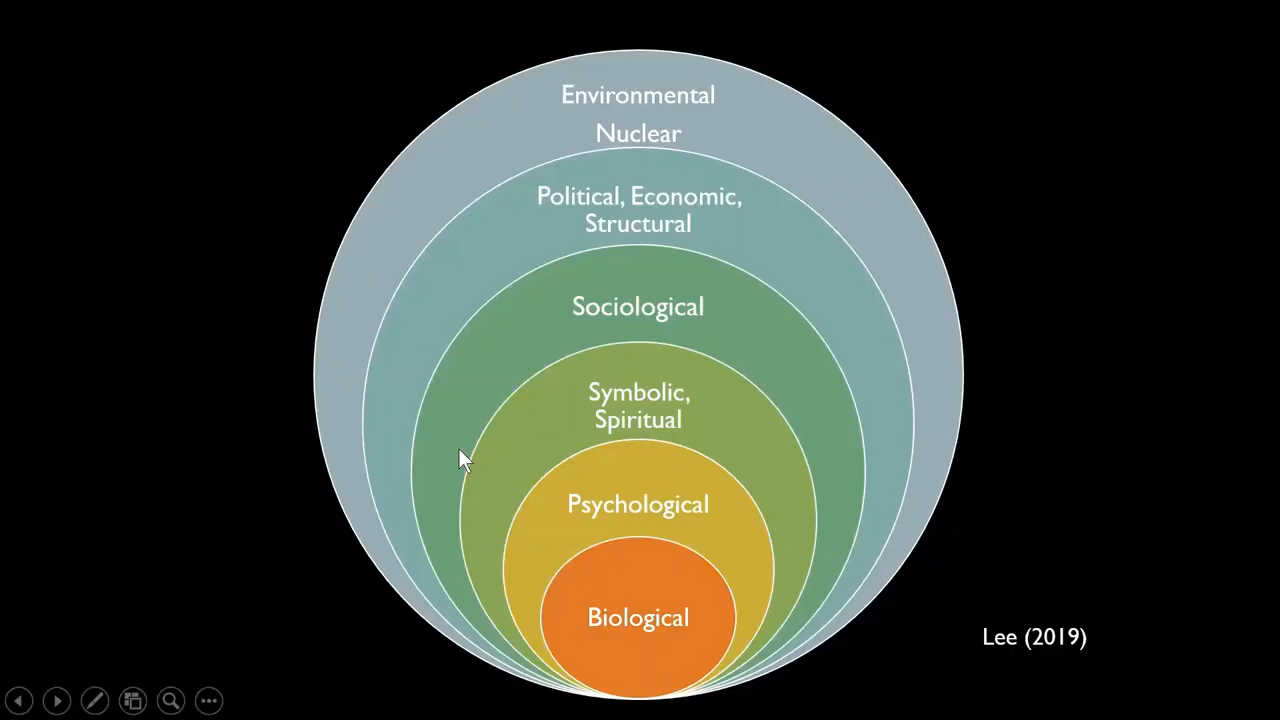 Environmental
Nuclear
Political, Economic,
Structural
Sociological
Symbolic,
Spiritual
Psychological
Biological
Lee (2019)